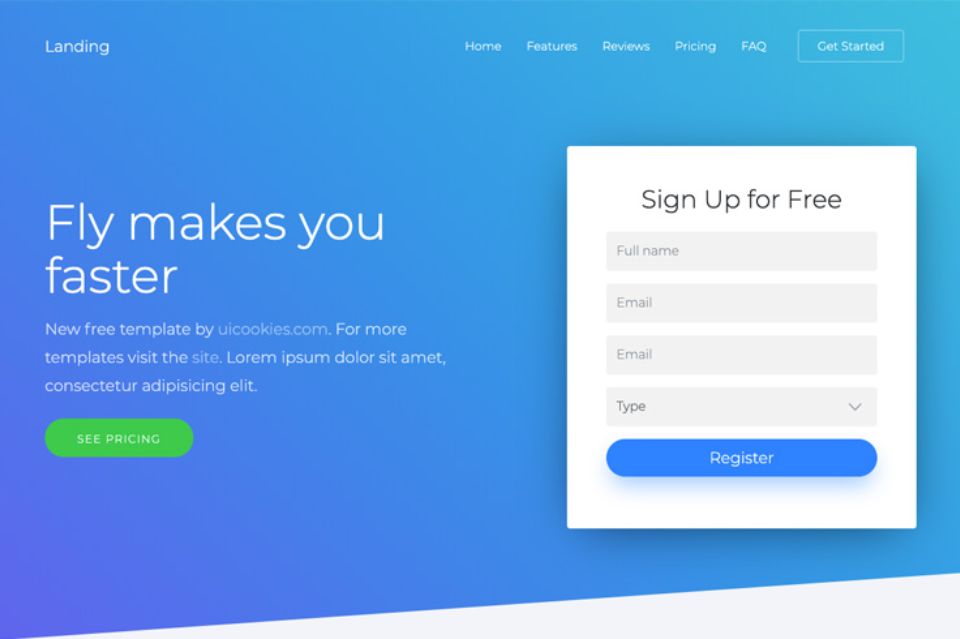 Landing
Home Features Reviews Pricing FAQ Get Started
Fly makes you
faster
New free template by uicookies.com. For more
templates visit the site. Lorem ipsum dolor sit amet,
consectetur adipisicing elit.
SEE PRICING
Sign Up for Free
Full name
Email
Email
Type
Register